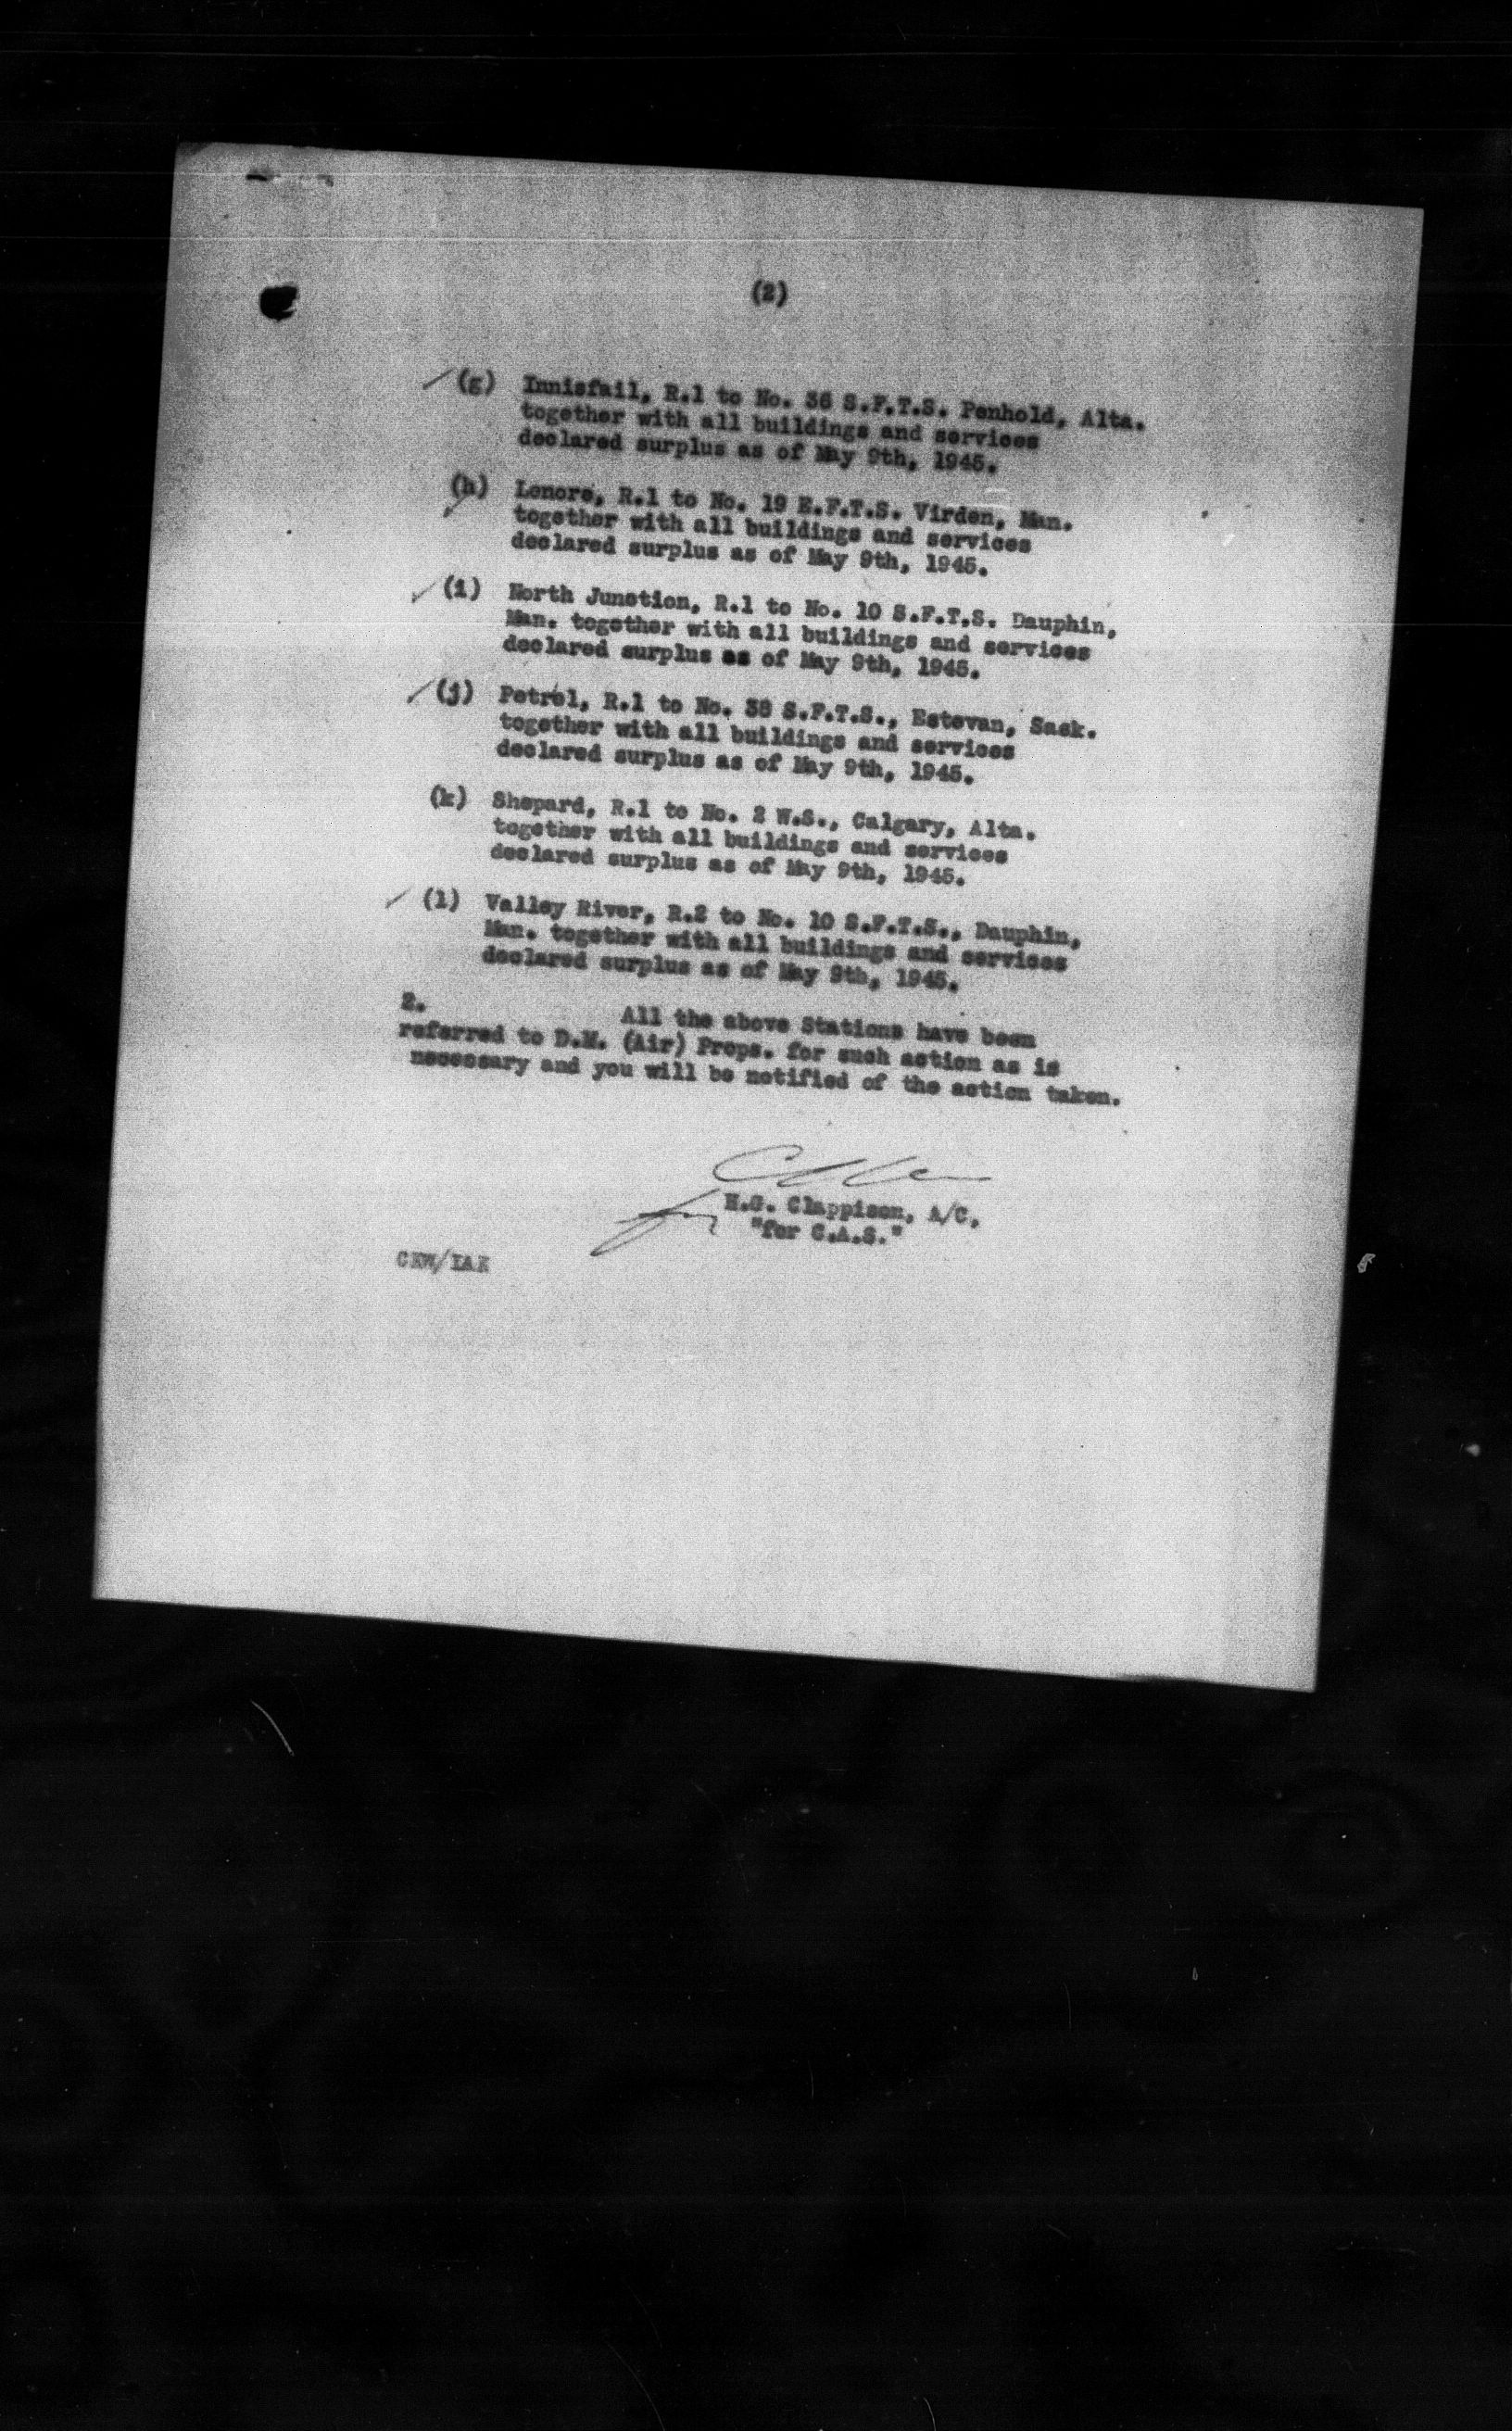 (2)
(g) Innisfail, R.1 to No. 36 S.F.T.S. Penhold, Alta.
together with all buildings and services
declared surplus as of May 9th, 1945.
(h) Lenore, R.1 to No. 19 E.F.T.S. Virden, Man.
together with all buildings and services
declared surplus as of May 9th, 1945.
(i) North Junction, R.1 to No. 10 S.F.T.S. Dauphin,
Man. together with all buildings and services
declared surplus as of May 9th, 1945.
(j) Petrel, R.1 to No. 38 S.F.T.S., Estevan, Sask.
together with all buildings and services
declared surplus as of May 9th, 1945.
(k) Shepard, R.1 to No. 2 W.S., Calgary, Alta.
together with all buildings and services
declared surplus as of May 9th, 1945.
(l) Valley River, R.2 to No. 10 S.F.T.S., Dauphin,
Man. together with all buildings and services
declared surplus as of May 9th, 1945.
2. All the above Stations have been
referred to D.M. (Air) Props. for such action as is
necessary and you will be notified of the action taken.
for H.G. Clappison, A/C,
"for C.A.S."